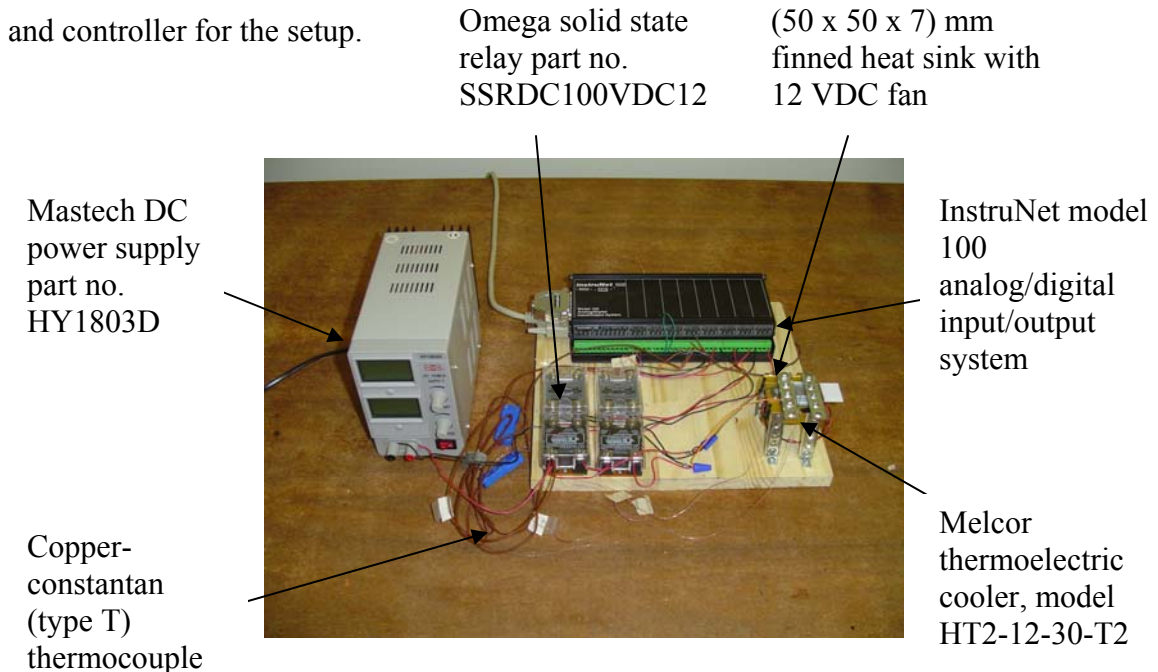 and controller for the setup.
Omega solid state
relay part no.
SSRDC100VDC12
(50 x 50 x 7) mm
finned heat sink with
12 VDC fan
Mastech DC
power supply
part no.
HY1803D
InstruNet model
100
analog/digital
input/output
system
instruNet
Copper-
constantan
(type T)
thermocouple
Melcor
thermoelectric
cooler, model
HT2-12-30-T2